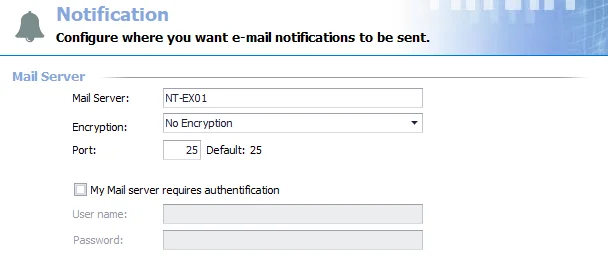 Notification
Configure where you want e-mail notifications to be sent.
Mail Server
Mail Server: NT-EX01
Encryption: No Encryption
Port: 25 Default: 25
My Mail server requires authentication
User name:
Password: